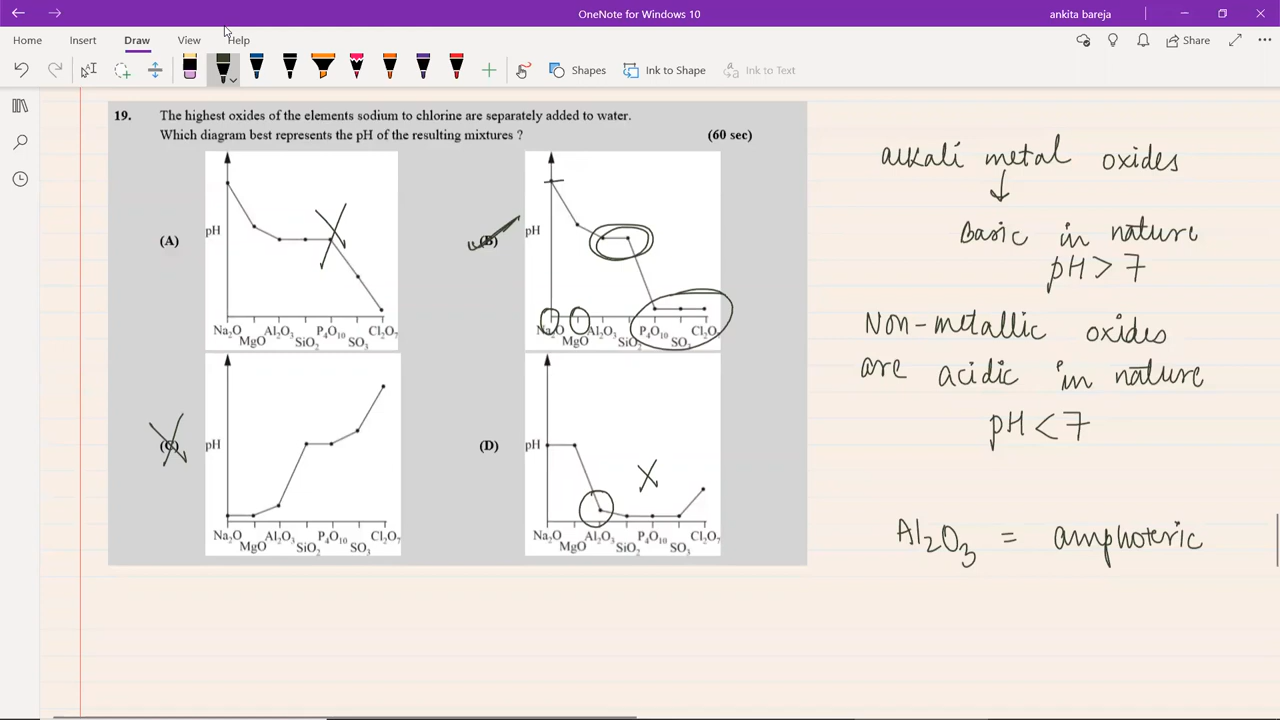 OneNote for Windows 10
ankita bareja
Home Insert Draw View Help
Share
Shapes Ink to Shape Ink to Text
19. The highest oxides of the elements sodium to chlorine are separately added to water.
Which diagram best represents the pH of the resulting mixtures ? (60 sec)
(A)
pH
Na₂O Al₂O₃ P₄O₁₀ Cl₂O₇
MgO SiO₂ SO₃
(B)
pH
Na₂O Al₂O₃ P₄O₁₀ Cl₂O₇
MgO SiO₂ SO₃
(C)
pH
Na₂O Al₂O₃ P₄O₁₀ Cl₂O₇
MgO SiO₂ SO₃
(D)
pH
Na₂O Al₂O₃ P₄O₁₀ Cl₂O₇
MgO SiO₂ SO₃
alkali metal oxides
Basic in nature
pH > 7
Non-metallic oxides
are acidic in nature
pH < 7
Al₂O₃ = amphoteric